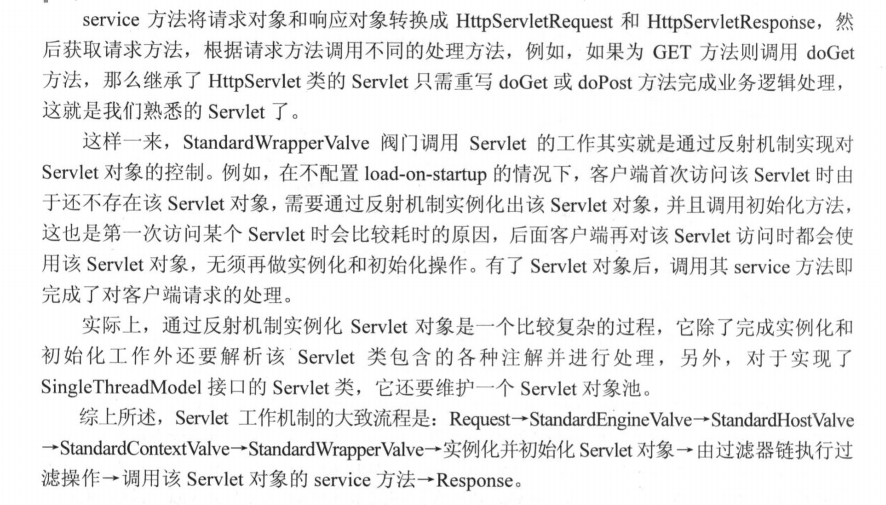 service 方法将请求对象和响应对象转换成 HttpServletRequest 和 HttpServletResponse，然
后获取请求方法，根据请求方法调用不同的处理方法，例如，如果为 GET 方法则调用 doGet
方法，那么继承了 HttpServlet 类的 Servlet 只需重写 doGet 或 doPost 方法完成业务逻辑处理，
这就是我们熟悉的 Servlet 了。
这样一来，StandardWrapperValve 阀门调用 Servlet 的工作其实就是通过反射机制实现对
Servlet 对象的控制。例如，在不配置 load-on-startup 的情况下，客户端首次访问该 Servlet 时由
于还不存在该 Servlet 对象，需要通过反射机制实例化出该 Servlet 对象，并且调用初始化方法，
这也是第一次访问某个 Servlet 时会比较耗时的原因，后面客户端再对该 Servlet 访问时都会使
用该 Servlet 对象，无须再做实例化和初始化操作。有了 Servlet 对象后，调用其 service 方法即
完成了对客户端请求的处理。
实际上，通过反射机制实例化 Servlet 对象是一个比较复杂的过程，它除了完成实例化和
初始化工作外还要解析该 Servlet 类包含的各种注解并进行处理，另外，对于实现了
SingleThreadModel 接口的 Servlet 类，它还要维护一个 Servlet 对象池。
综上所述，Servlet 工作机制的大致流程是：Request→StandardEngineValve→StandardHostValve
→StandardContextValve→StandardWrapperValve→实例化并初始化 Servlet 对象→由过滤器链执行过
滤操作→调用该 Servlet 对象的 service 方法→Response。